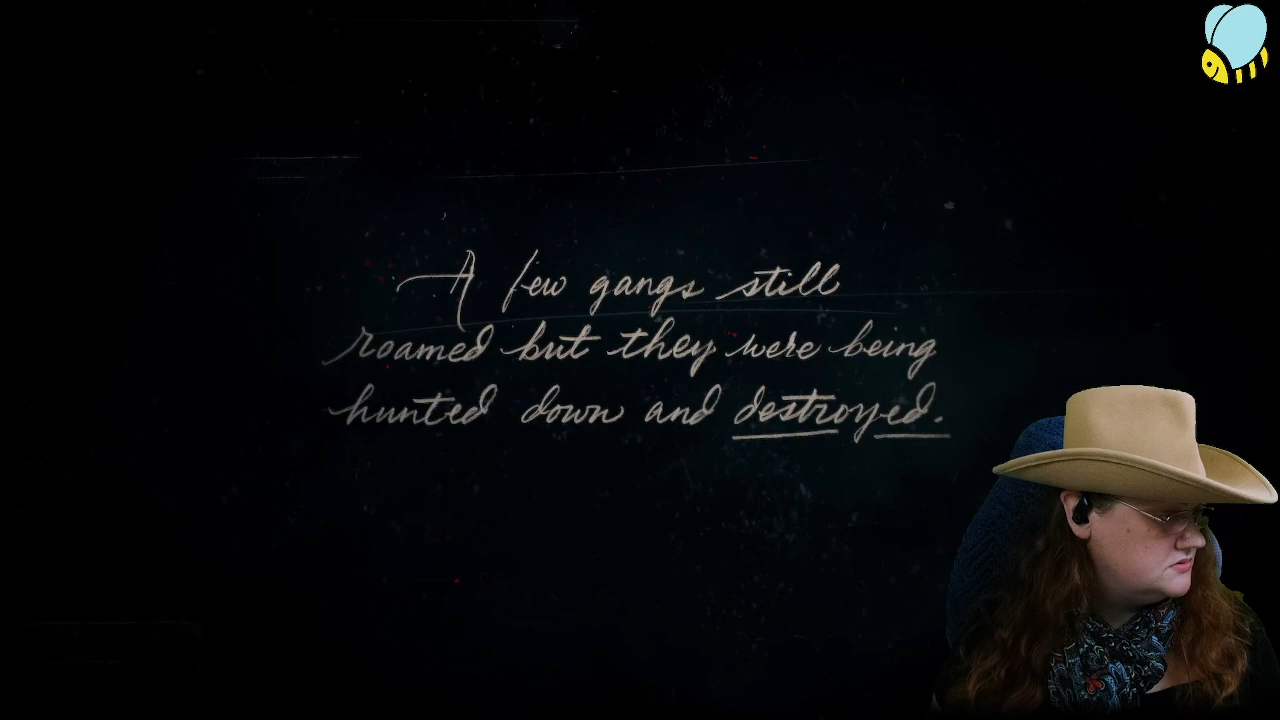 A few gangs still
roamed but they were being
hunted down and destroyed.